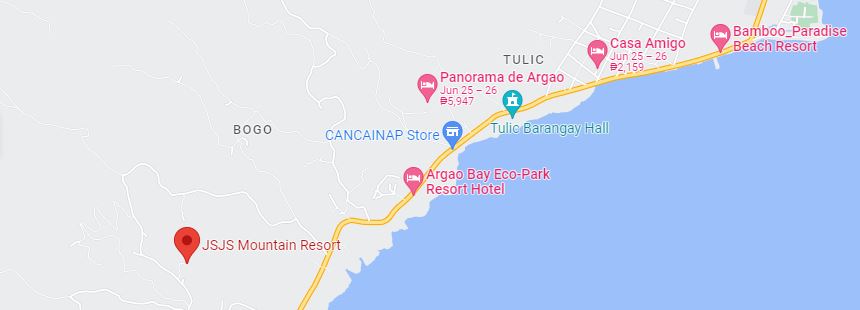 Bamboo_Paradise
Beach Resort
Casa Amigo
Jun 25 – 26
₱2,159
TULIC
Panorama de Argao
Jun 25 – 26
₱5,947
Tulic Barangay Hall
BOGO
CANCAINAP Store
Argao Bay Eco-Park
Resort Hotel
JSJS Mountain Resort